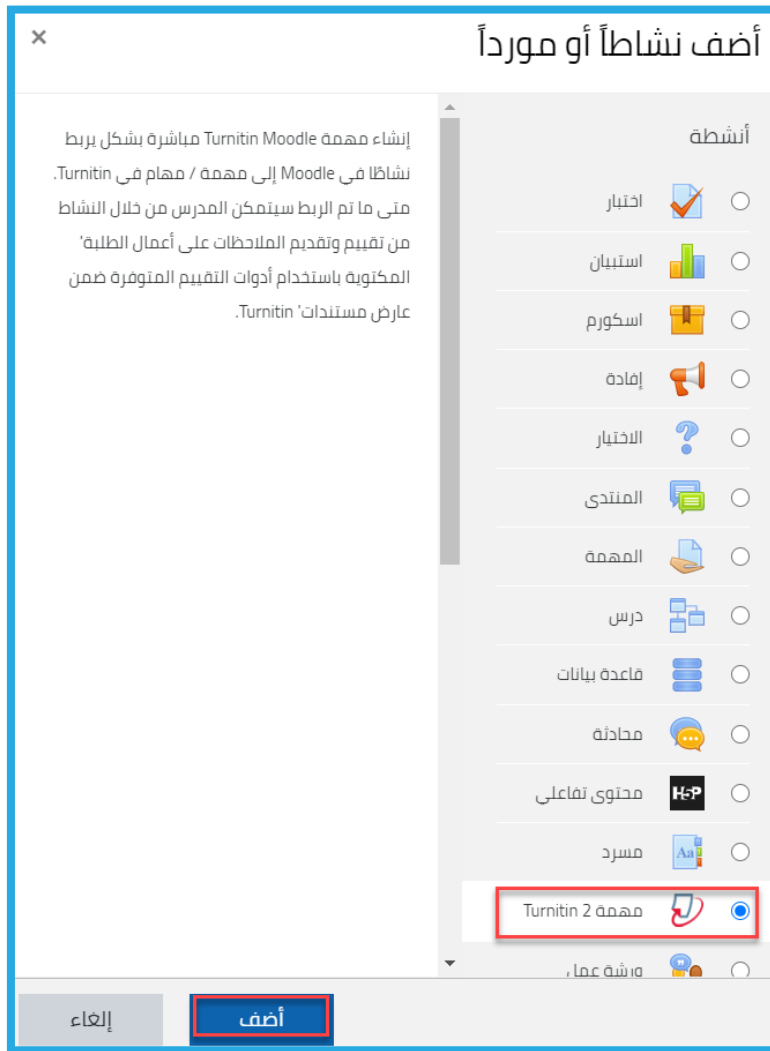 أضف نشاطاً أو مورداً
×
أنشطة
اختبار
استبيان
اسكورم
إفادة
الاختيار
المنتدى
المهمة
درس
قاعدة بيانات
محادثة
H5P محتوى تفاعلي
مسرد
مهمة Turnitin 2
ورشة عمل
إنشاء مهمة Turnitin Moodle مباشرة بشكل يربط
نشاطًا في Moodle إلى مهمة / مهام في Turnitin.
متى ما تم الربط سيتمكن المدرس من خلال النشاط
من تقييم وتقديم الملاحظات على أعمال الطلبة'
المكتوية باستخدام أدوات التقييم المتوفرة ضمن
عارض مستندات' Turnitin.
أضف
إلغاء